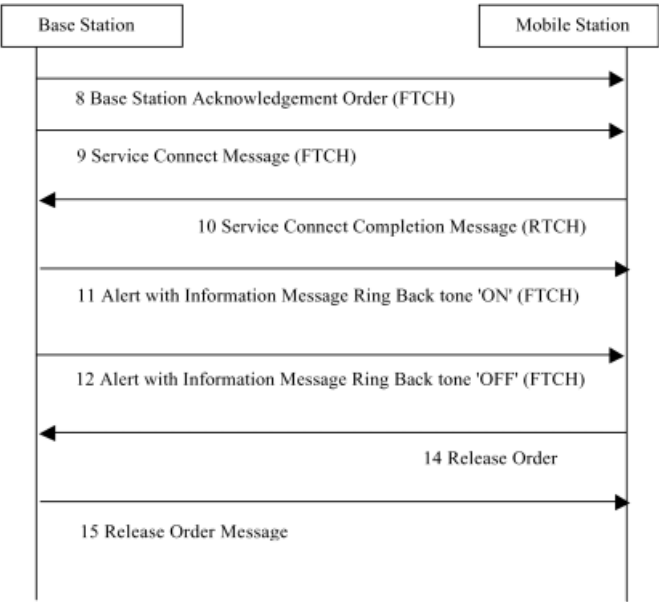 Base Station
Mobile Station
8 Base Station Acknowledgement Order (FTCH)
9 Service Connect Message (FTCH)
10 Service Connect Completion Message (RTCH)
11 Alert with Information Message Ring Back tone 'ON' (FTCH)
12 Alert with Information Message Ring Back tone 'OFF' (FTCH)
14 Release Order
15 Release Order Message